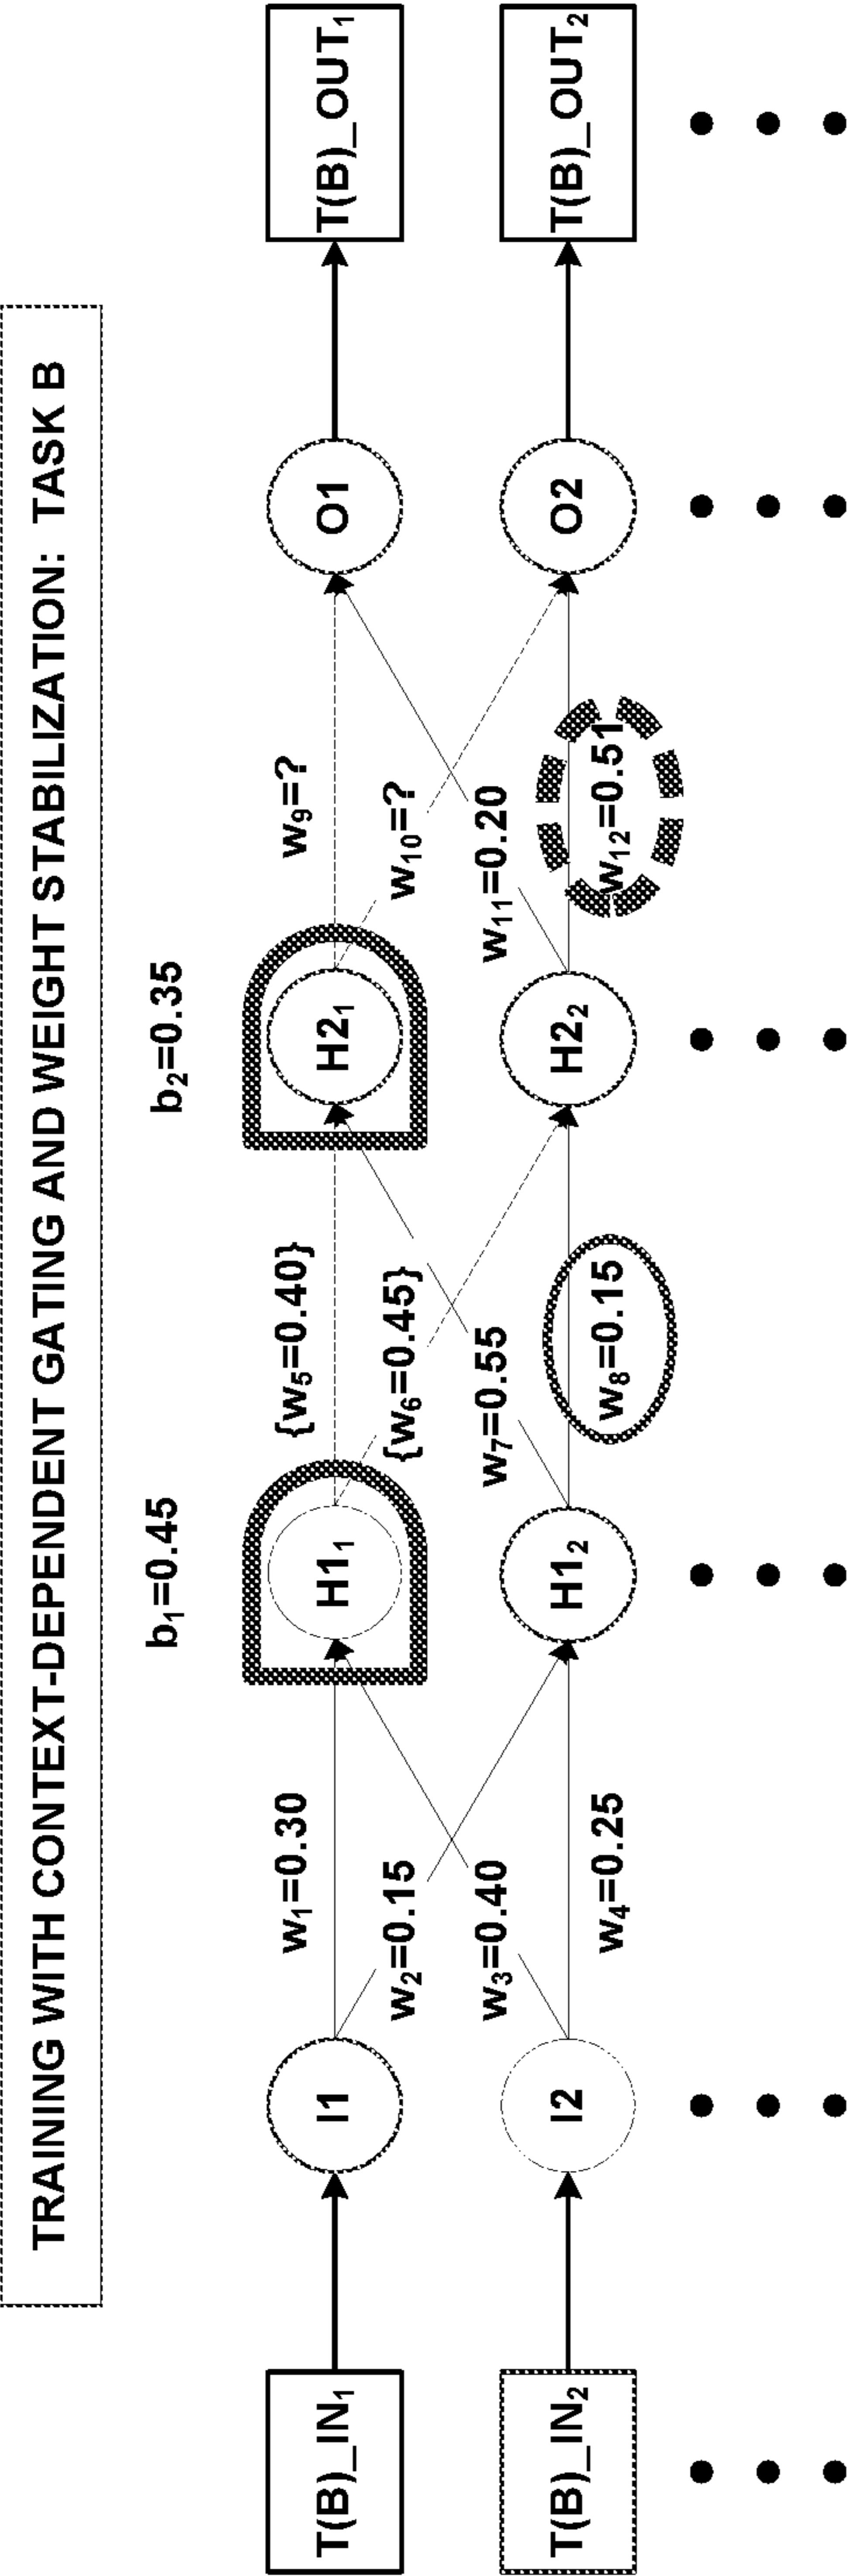 TRAINING WITH CONTEXT-DEPENDENT GATING AND WEIGHT STABILIZATION: TASK B
b₁=0.45
b₂=0.35
T(B)_IN₁
I1
w₁=0.30
H1₁
{w₅=0.40}
H2₁
w₉=?
O1
T(B)_OUT₁
w₂=0.15
{w₆=0.45}
w₁₀=?
w₃=0.40
w₇=0.55
w₁₁=0.20
T(B)_IN₂
I2
w₄=0.25
H1₂
w₈=0.15
H2₂
w₁₂=0.51
O2
T(B)_OUT₂